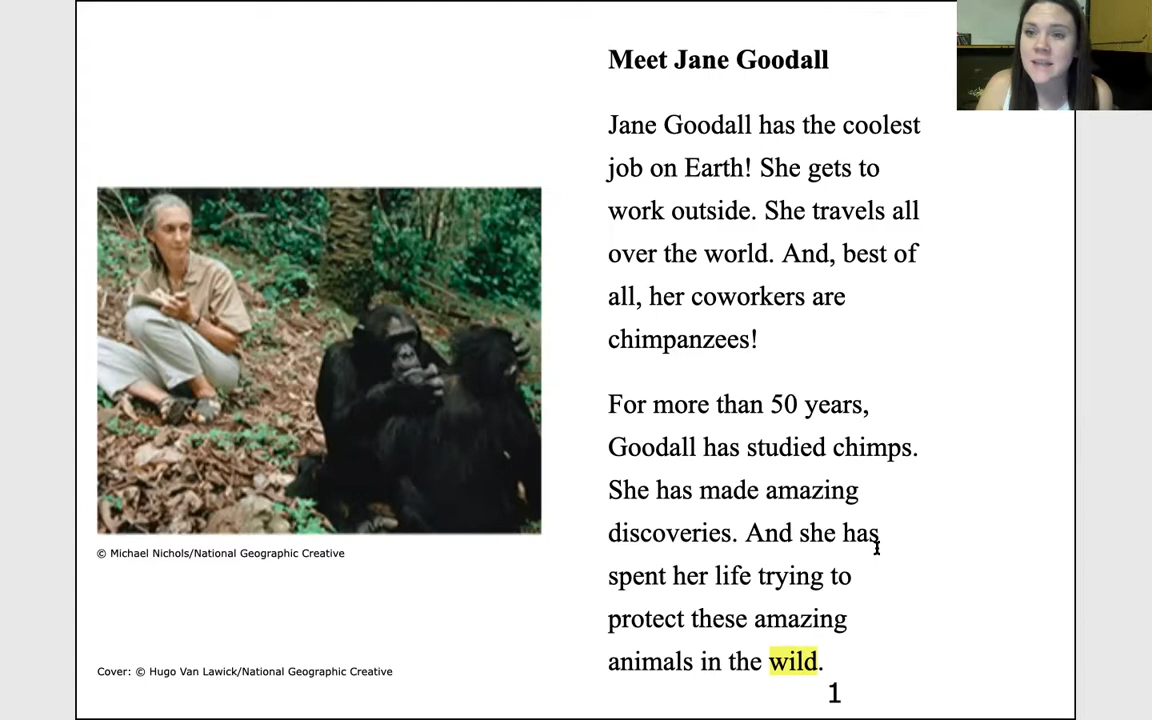 Meet Jane Goodall
Jane Goodall has the coolest
job on Earth! She gets to
work outside. She travels all
over the world. And, best of
all, her coworkers are
chimpanzees!
For more than 50 years,
Goodall has studied chimps.
She has made amazing
discoveries. And she has
spent her life trying to
protect these amazing
animals in the wild.
1
© Michael Nichols/National Geographic Creative
Cover: © Hugo Van Lawick/National Geographic Creative